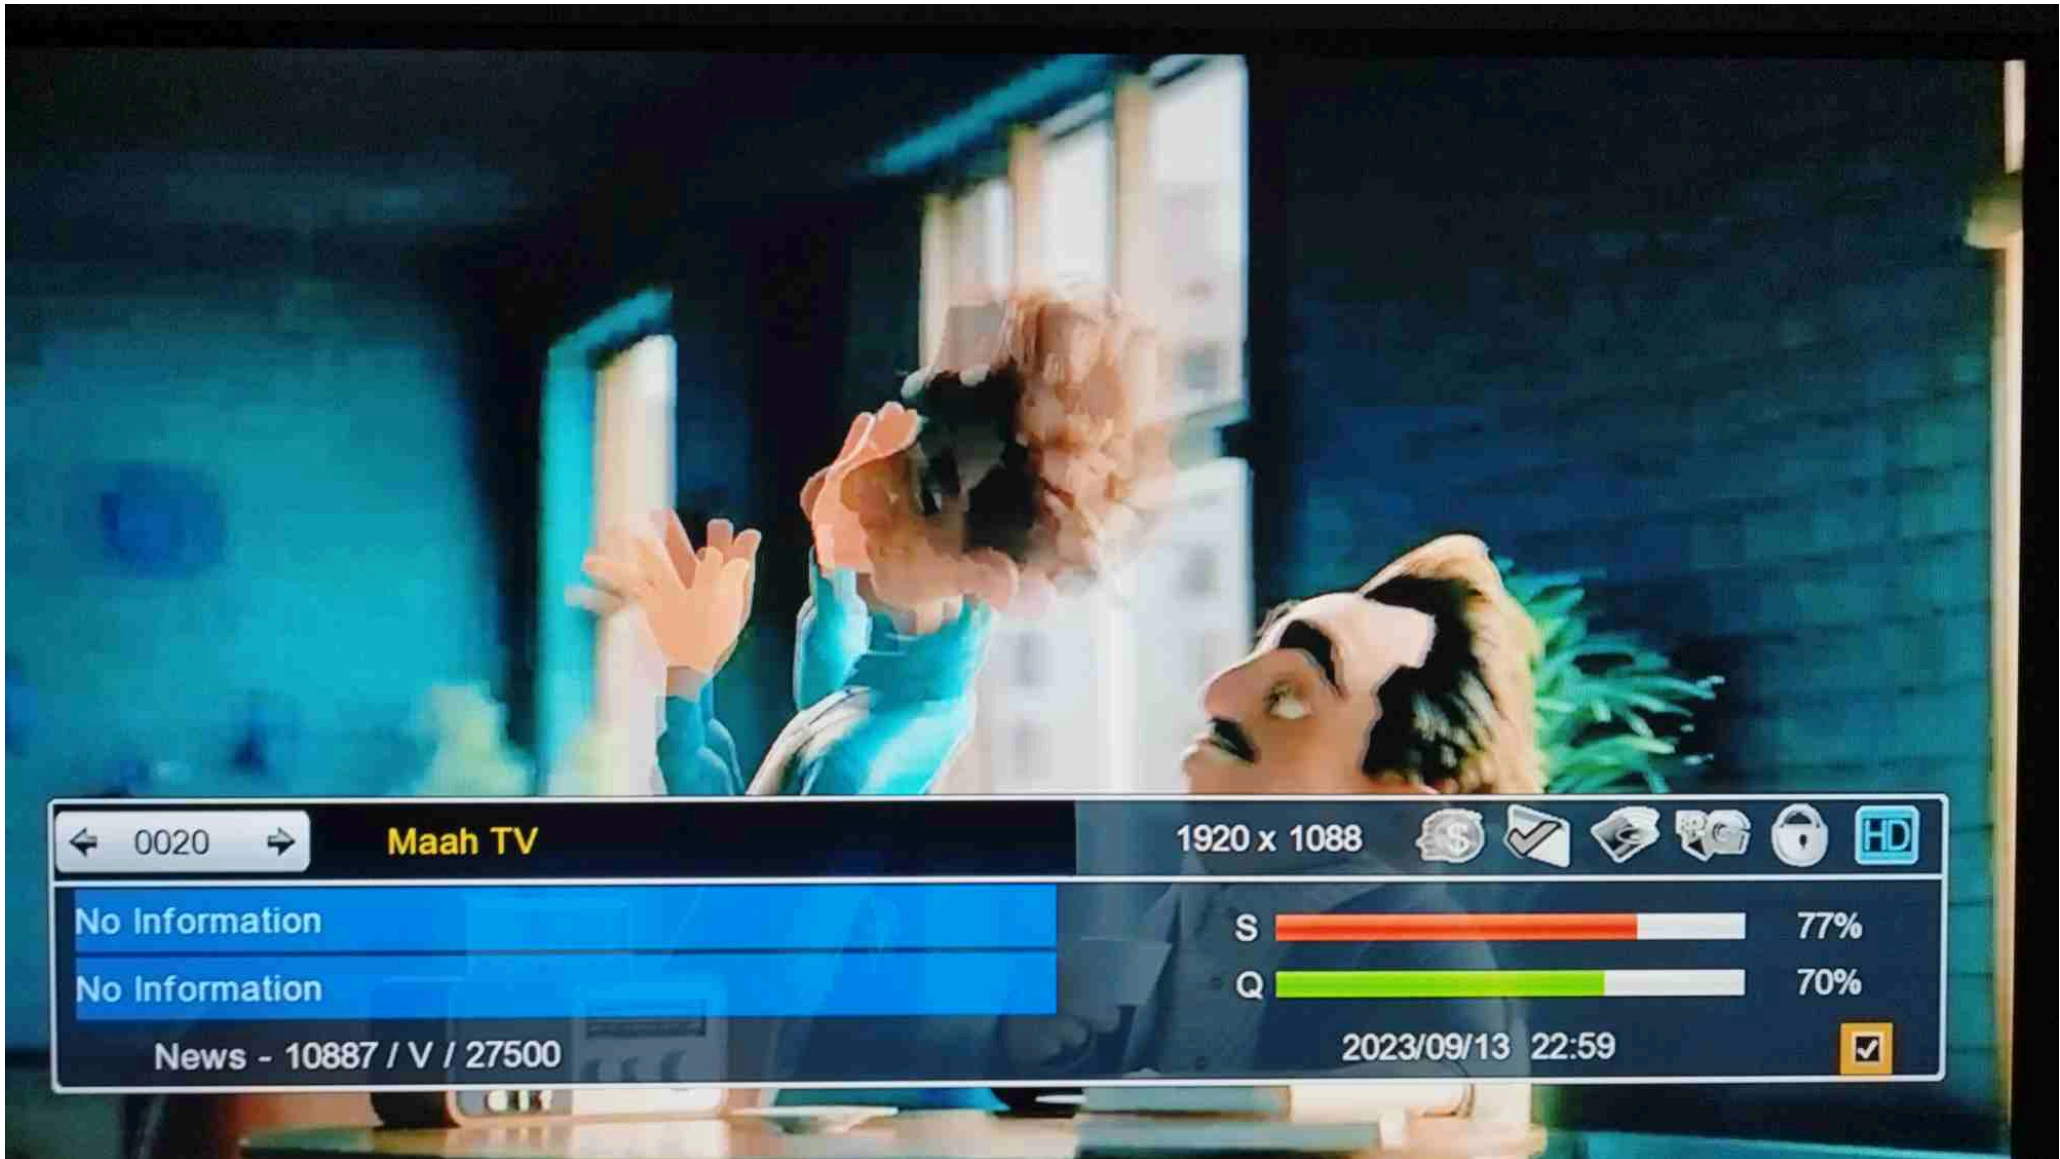 0020 Maah TV 1920 x 1088 HD
No Information
S 77%
No Information
Q 70%
News - 10887 / V / 27500 2023/09/13 22:59